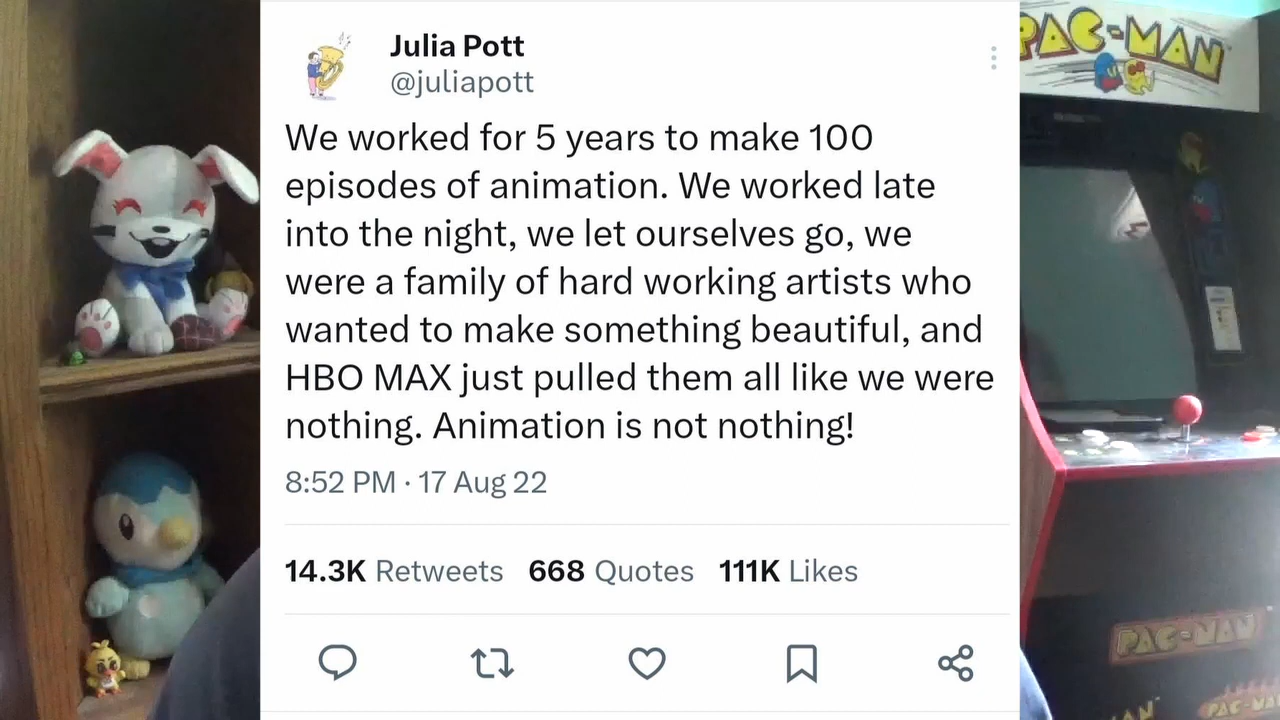 PAC-MAN
Julia Pott
@juliapott
We worked for 5 years to make 100
episodes of animation. We worked late
into the night, we let ourselves go, we
were a family of hard working artists who
wanted to make something beautiful, and
HBO MAX just pulled them all like we were
nothing. Animation is not nothing!
8:52 PM · 17 Aug 22
14.3K Retweets 668 Quotes 111K Likes
PAC-MAN